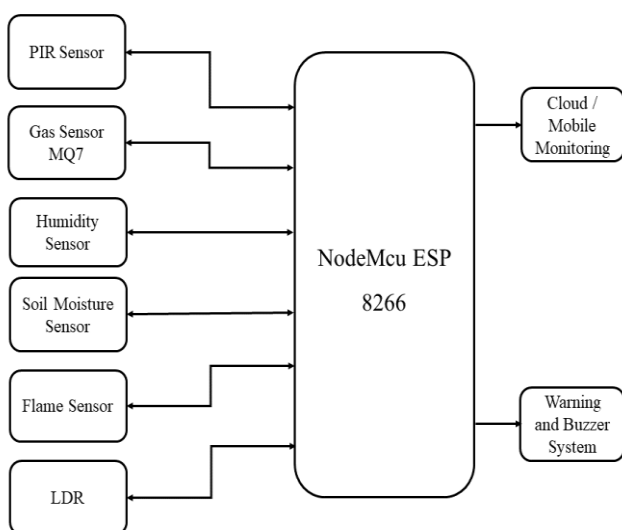 PIR Sensor
Gas Sensor
MQ7
Humidity
Sensor
Soil Moisture
Sensor
Flame Sensor
LDR
NodeMcu ESP
8266
Cloud /
Mobile
Monitoring
Warning
and Buzzer
System